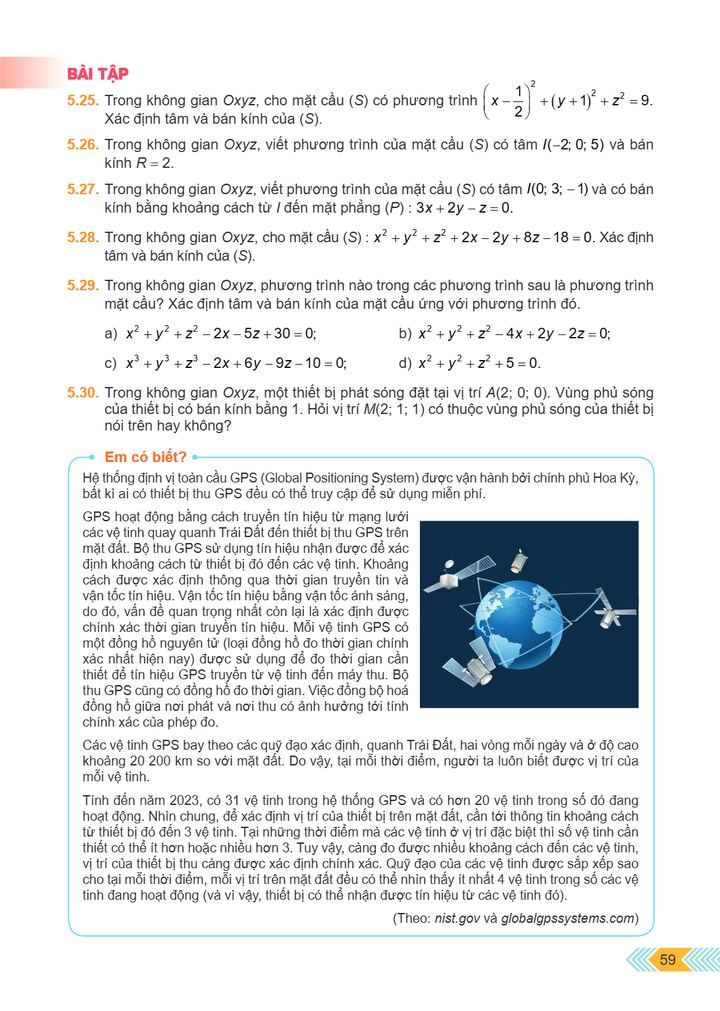 BÀI TẬP
5.25. Trong không gian Oxyz, cho mặt cầu (S) có phương trình (x − 1/2)² + (y + 1)² + z² = 9.
Xác định tâm và bán kính của (S).
5.26. Trong không gian Oxyz, viết phương trình của mặt cầu (S) có tâm I(−2; 0; 5) và bán
kính R = 2.
5.27. Trong không gian Oxyz, viết phương trình của mặt cầu (S) có tâm I(0; 3; −1) và có bán
kính bằng khoảng cách từ I đến mặt phẳng (P) : 3x + 2y − z = 0.
5.28. Trong không gian Oxyz, cho mặt cầu (S) : x² + y² + z² + 2x − 2y + 8z − 18 = 0. Xác định
tâm và bán kính của (S).
5.29. Trong không gian Oxyz, phương trình nào trong các phương trình sau là phương trình
mặt cầu? Xác định tâm và bán kính của mặt cầu ứng với phương trình đó.
a) x² + y² + z² − 2x − 5z + 30 = 0; b) x² + y² + z² − 4x + 2y − 2z = 0;
c) x³ + y³ + z³ − 2x + 6y − 9z − 10 = 0; d) x² + y² + z² + 5 = 0.
5.30. Trong không gian Oxyz, một thiết bị phát sóng đặt tại vị trí A(2; 0; 0). Vùng phủ sóng
của thiết bị có bán kính bằng 1. Hỏi vị trí M(2; 1; 1) có thuộc vùng phủ sóng của thiết bị
nói trên hay không?
Em có biết?
Hệ thống định vị toàn cầu GPS (Global Positioning System) được vận hành bởi chính phủ Hoa Kỳ,
bất kì ai có thiết bị thu GPS đều có thể truy cập để sử dụng miễn phí.
GPS hoạt động bằng cách truyền tín hiệu từ mạng lưới
các vệ tinh quay quanh Trái Đất đến thiết bị thu GPS trên
mặt đất. Bộ thu GPS sử dụng tín hiệu nhận được để xác
định khoảng cách từ thiết bị đó đến các vệ tinh. Khoảng
cách được xác định thông qua thời gian truyền tin và
vận tốc tín hiệu. Vận tốc tín hiệu bằng vận tốc ánh sáng,
do đó, vấn đề quan trọng nhất còn lại là xác định được
chính xác thời gian truyền tín hiệu. Mỗi vệ tinh GPS có
một đồng hồ nguyên tử (loại đồng hồ đo thời gian chính
xác nhất hiện nay) được sử dụng để đo thời gian cần
thiết để tín hiệu GPS truyền từ vệ tinh đến máy thu. Bộ
thu GPS cũng có đồng hồ đo thời gian. Việc đồng bộ hoá
đồng hồ giữa nơi phát và nơi thu có ảnh hưởng tới tính
chính xác của phép đo.
Các vệ tinh GPS bay theo các quỹ đạo xác định, quanh Trái Đất, hai vòng mỗi ngày và ở độ cao
khoảng 20 200 km so với mặt đất. Do vậy, tại mỗi thời điểm, người ta luôn biết được vị trí của
mỗi vệ tinh.
Tính đến năm 2023, có 31 vệ tinh trong hệ thống GPS và có hơn 20 vệ tinh trong số đó đang
hoạt động. Nhìn chung, để xác định vị trí của thiết bị trên mặt đất, cần tới thông tin khoảng cách
từ thiết bị đó đến 3 vệ tinh. Tại những thời điểm mà các vệ tinh ở vị trí đặc biệt thì số vệ tinh cần
thiết có thể ít hơn hoặc nhiều hơn 3. Tuy vậy, càng đo được nhiều khoảng cách đến các vệ tinh,
vị trí của thiết bị thu càng được xác định chính xác. Quỹ đạo của các vệ tinh được sắp xếp sao
cho tại mỗi thời điểm, mỗi vị trí trên mặt đất đều có thể nhìn thấy ít nhất 4 vệ tinh trong số các vệ
tinh đang hoạt động (và vì vậy, thiết bị có thể nhận được tín hiệu từ các vệ tinh đó).
(Theo: nist.gov và globalgpssystems.com)
59